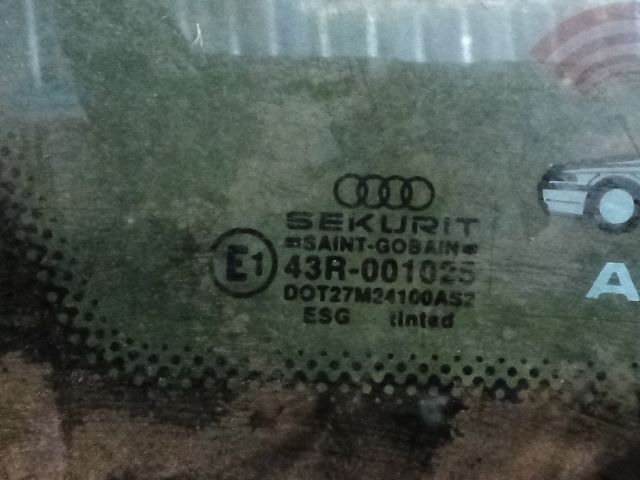 SEKURIT
SAINT-GOBAIN
E1
43R-001025
DOT27M24100AS2
ESG tinted
A